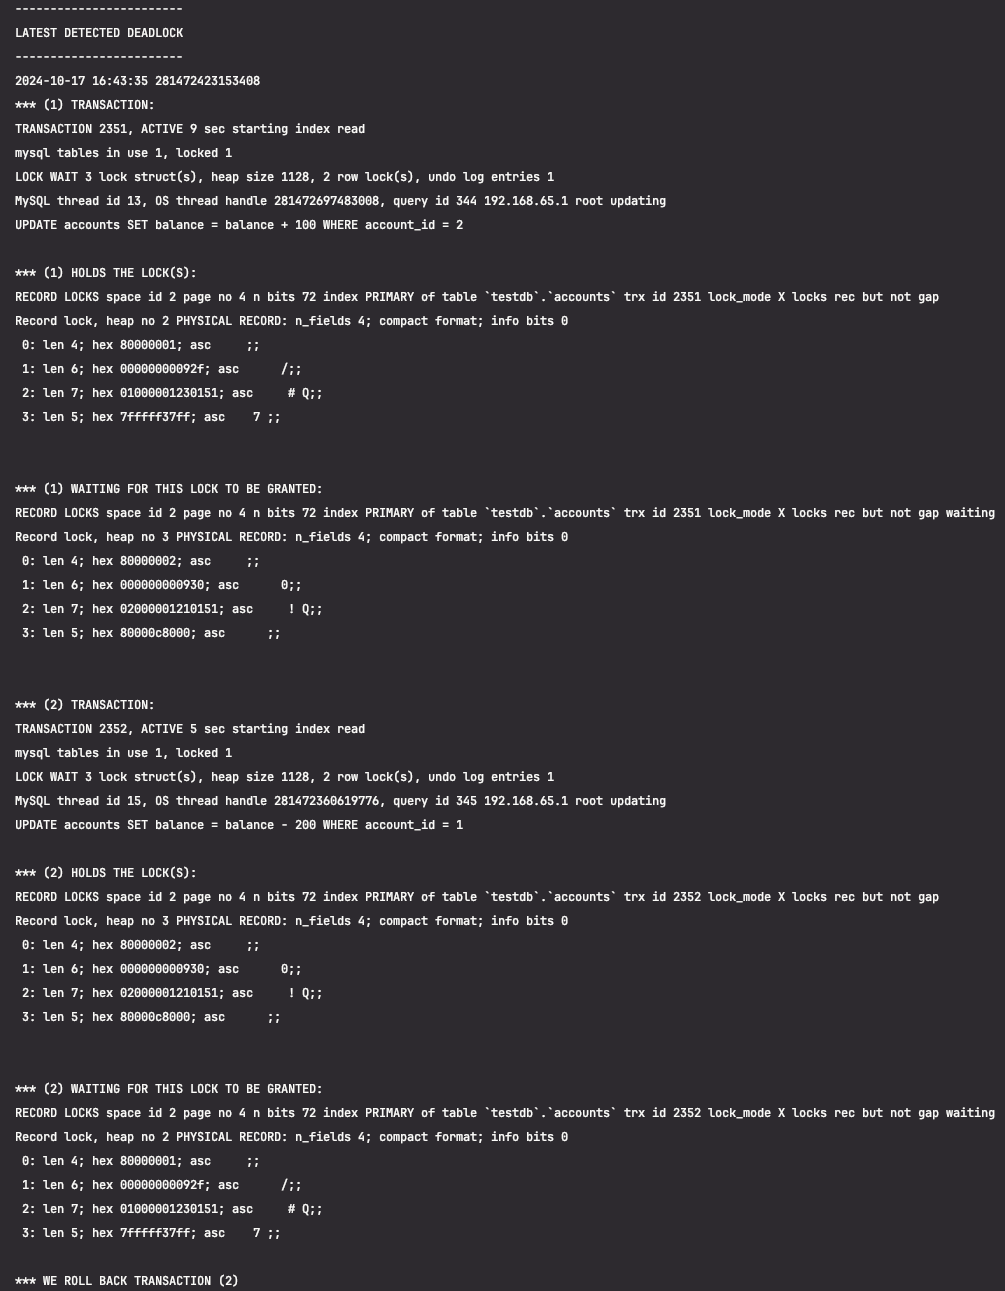 ------------------------
LATEST DETECTED DEADLOCK
------------------------
2024-10-17 16:43:35 281472423153408
*** (1) TRANSACTION:
TRANSACTION 2351, ACTIVE 9 sec starting index read
mysql tables in use 1, locked 1
LOCK WAIT 3 lock struct(s), heap size 1128, 2 row lock(s), undo log entries 1
MySQL thread id 13, OS thread handle 281472697483008, query id 344 192.168.65.1 root updating
UPDATE accounts SET balance = balance + 100 WHERE account_id = 2
*** (1) HOLDS THE LOCK(S):
RECORD LOCKS space id 2 page no 4 n bits 72 index PRIMARY of table `testdb`.`accounts` trx id 2351 lock_mode X locks rec but not gap
Record lock, heap no 2 PHYSICAL RECORD: n_fields 4; compact format; info bits 0
 0: len 4; hex 80000001; asc     ;;
 1: len 6; hex 00000000092f; asc      /;;
 2: len 7; hex 01000001230151; asc     # Q;;
 3: len 5; hex 7fffff37ff; asc    7 ;;
*** (1) WAITING FOR THIS LOCK TO BE GRANTED:
RECORD LOCKS space id 2 page no 4 n bits 72 index PRIMARY of table `testdb`.`accounts` trx id 2351 lock_mode X locks rec but not gap waiting
Record lock, heap no 3 PHYSICAL RECORD: n_fields 4; compact format; info bits 0
 0: len 4; hex 80000002; asc     ;;
 1: len 6; hex 000000000930; asc      0;;
 2: len 7; hex 02000001210151; asc     ! Q;;
 3: len 5; hex 80000c8000; asc      ;;
*** (2) TRANSACTION:
TRANSACTION 2352, ACTIVE 5 sec starting index read
mysql tables in use 1, locked 1
LOCK WAIT 3 lock struct(s), heap size 1128, 2 row lock(s), undo log entries 1
MySQL thread id 15, OS thread handle 281472360619776, query id 345 192.168.65.1 root updating
UPDATE accounts SET balance = balance - 200 WHERE account_id = 1
*** (2) HOLDS THE LOCK(S):
RECORD LOCKS space id 2 page no 4 n bits 72 index PRIMARY of table `testdb`.`accounts` trx id 2352 lock_mode X locks rec but not gap
Record lock, heap no 3 PHYSICAL RECORD: n_fields 4; compact format; info bits 0
 0: len 4; hex 80000002; asc     ;;
 1: len 6; hex 000000000930; asc      0;;
 2: len 7; hex 02000001210151; asc     ! Q;;
 3: len 5; hex 80000c8000; asc      ;;
*** (2) WAITING FOR THIS LOCK TO BE GRANTED:
RECORD LOCKS space id 2 page no 4 n bits 72 index PRIMARY of table `testdb`.`accounts` trx id 2352 lock_mode X locks rec but not gap waiting
Record lock, heap no 2 PHYSICAL RECORD: n_fields 4; compact format; info bits 0
 0: len 4; hex 80000001; asc     ;;
 1: len 6; hex 00000000092f; asc      /;;
 2: len 7; hex 01000001230151; asc     # Q;;
 3: len 5; hex 7fffff37ff; asc    7 ;;
*** WE ROLL BACK TRANSACTION (2)